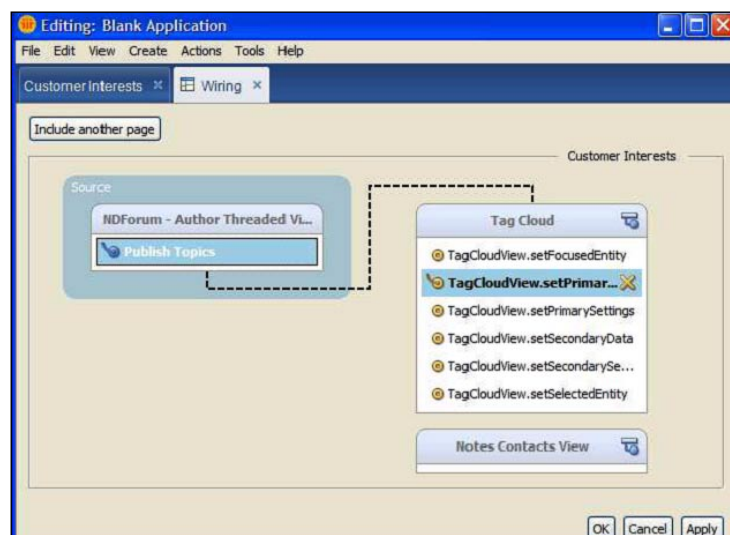 Editing: Blank Application
File Edit View Create Actions Tools Help
Customer Interests Wiring
Include another page
Customer Interests
Source
NDForum - Author Threaded Vi...
Publish Topics
Tag Cloud
TagCloudView.setFocusedEntity
TagCloudView.setPrimar...
TagCloudView.setPrimarySettings
TagCloudView.setSecondaryData
TagCloudView.setSecondarySe...
TagCloudView.setSelectedEntity
Notes Contacts View
OK Cancel Apply